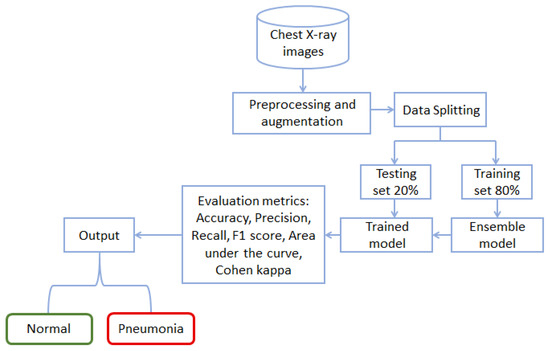 Chest X-ray
images
Preprocessing and
augmentation
Data Splitting
Testing
set 20%
Training
set 80%
Evaluation metrics:
Accuracy, Precision,
Recall, F1 score, Area
under the curve,
Cohen kappa
Output
Trained
model
Ensemble
model
Normal
Pneumonia